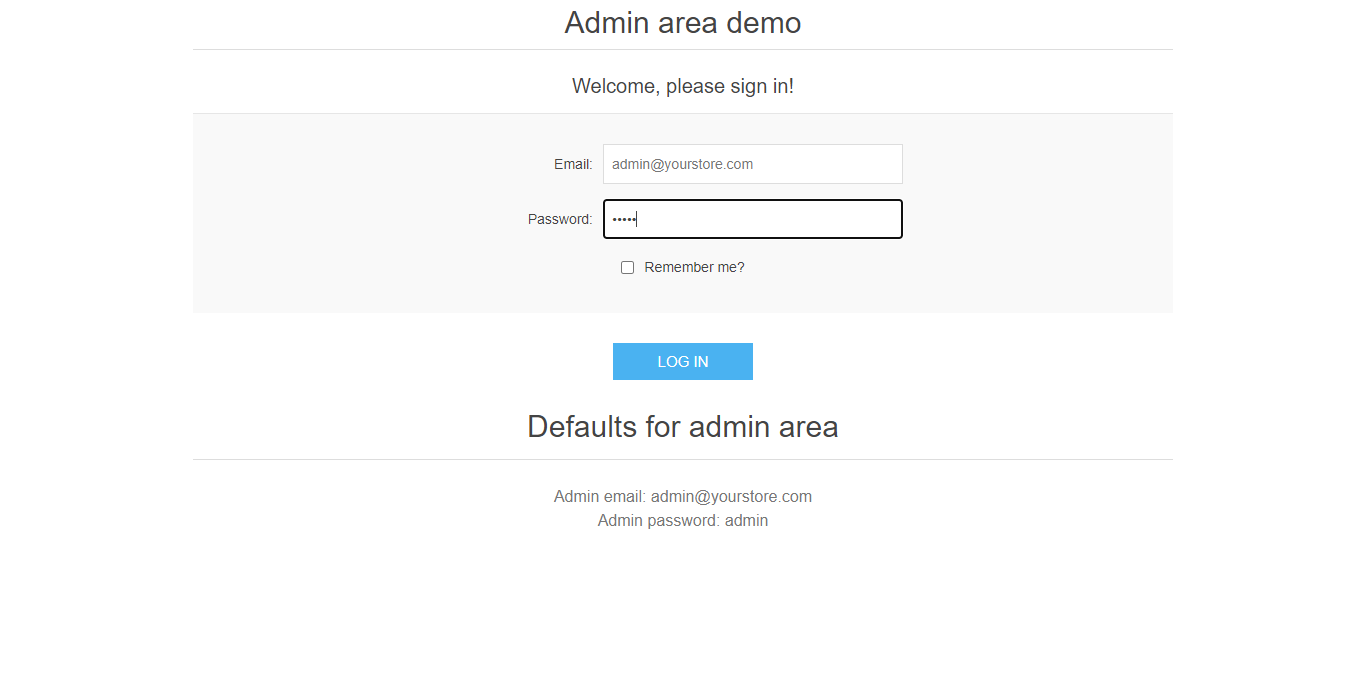 Admin area demo
Welcome, please sign in!
Email: admin@yourstore.com
Password: •••••
Remember me?
LOG IN
Defaults for admin area
Admin email: admin@yourstore.com
Admin password: admin